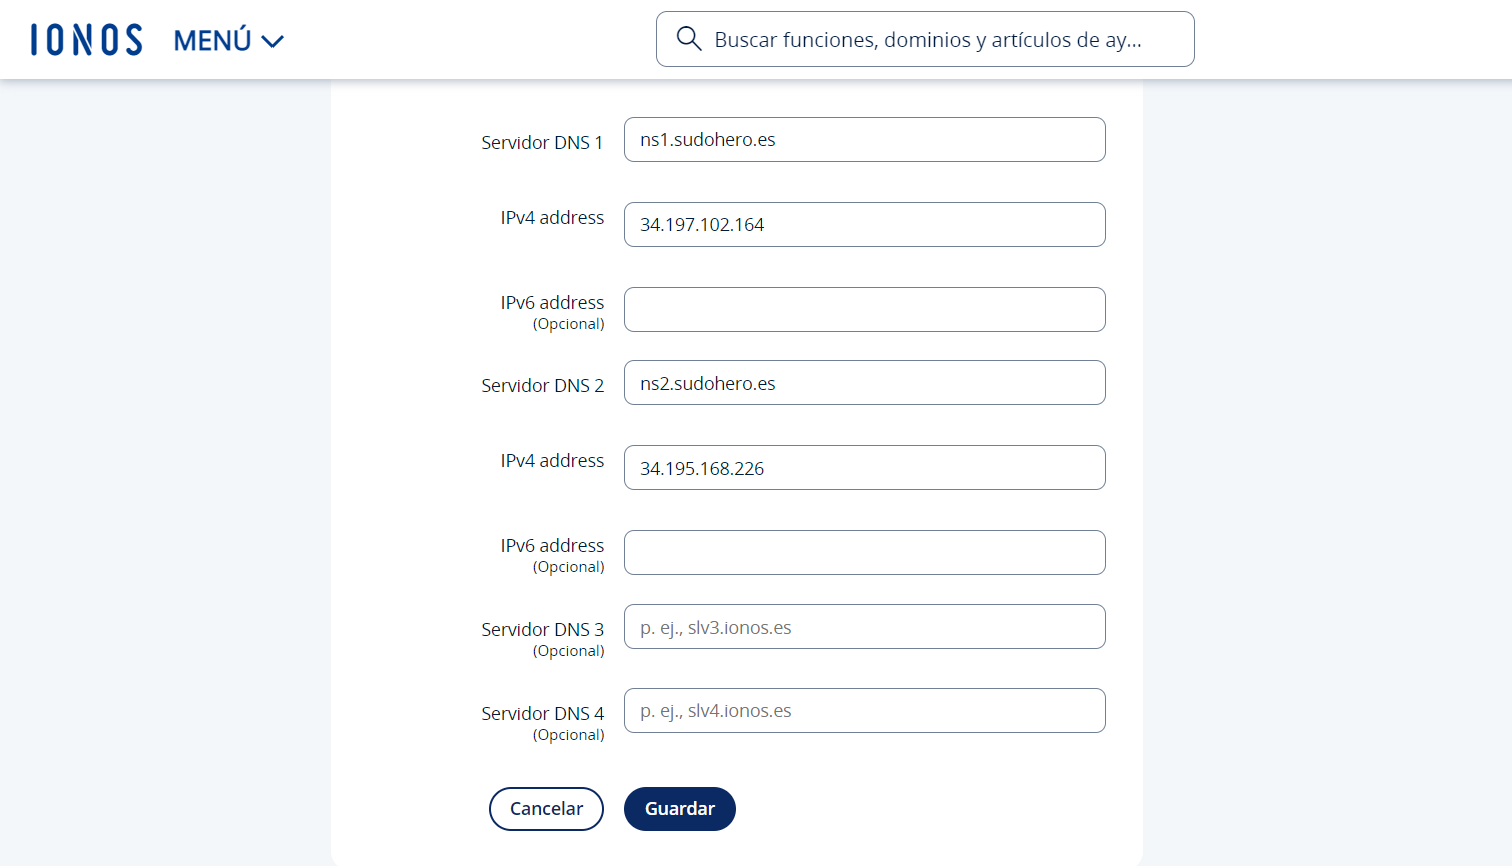 IONOS MENÚ
Buscar funciones, dominios y artículos de ay...
Servidor DNS 1
ns1.sudohero.es
IPv4 address
34.197.102.164
IPv6 address
(Opcional)
Servidor DNS 2
ns2.sudohero.es
IPv4 address
34.195.168.226
IPv6 address
(Opcional)
Servidor DNS 3
(Opcional)
p. ej., slv3.ionos.es
Servidor DNS 4
(Opcional)
p. ej., slv4.ionos.es
Cancelar
Guardar